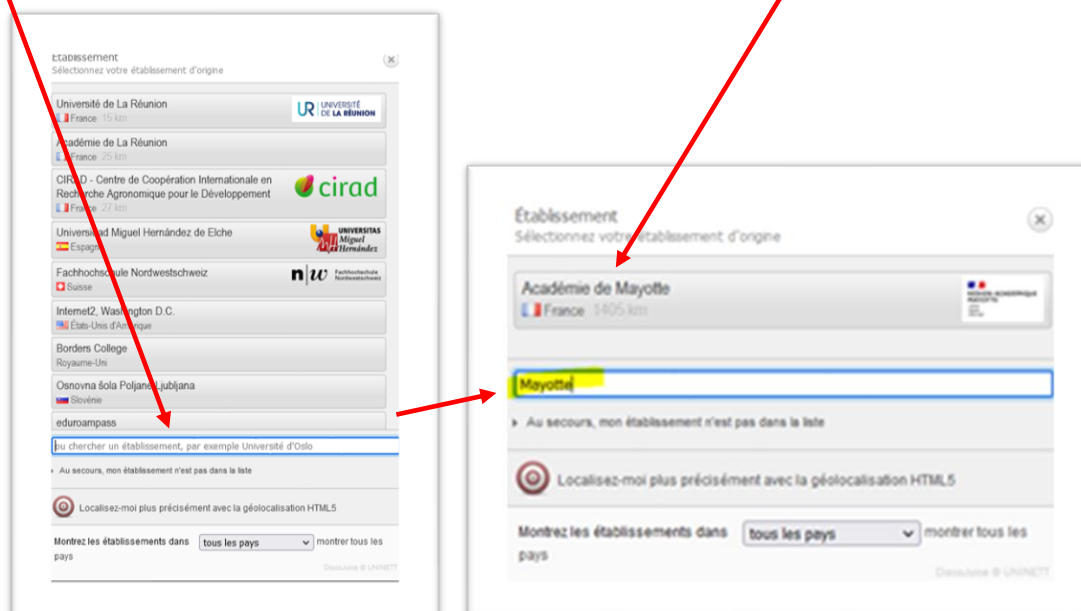 Etablissement
Sélectionnez votre établissement d'origine
Université de La Réunion
France 15 km
UR UNIVERSITÉ
DE LA RÉUNION
Académie de La Réunion
France 25 km
CIRAD - Centre de Coopération Internationale en
Recherche Agronomique pour le Développement
France 27 km
cirad
Universidad Miguel Hernández de Elche
Espagne
UNIVERSITAS
Miguel
Hernández
Fachhochschule Nordwestschweiz
Suisse
n|w Fachhochschule
Nordwestschweiz
Internet2, Washington D.C.
États-Unis d'Amérique
Borders College
Royaume-Uni
Osnovna šola Poljane Ljubljana
Slovénie
eduroampass
ou chercher un établissement, par exemple Université d'Oslo
Au secours, mon établissement n'est pas dans la liste
Localisez-moi plus précisément avec la géolocalisation HTML5
Montrez les établissements dans tous les pays montrer tous les
pays
DiscoJuice © UNINETT
Établissement
Sélectionnez votre établissement d'origine
Académie de Mayotte
France 1405 km
Mayotte
Au secours, mon établissement n'est pas dans la liste
Localisez-moi plus précisément avec la géolocalisation HTML5
Montrez les établissements dans tous les pays montrer tous les
pays
DiscoJuice © UNINETT